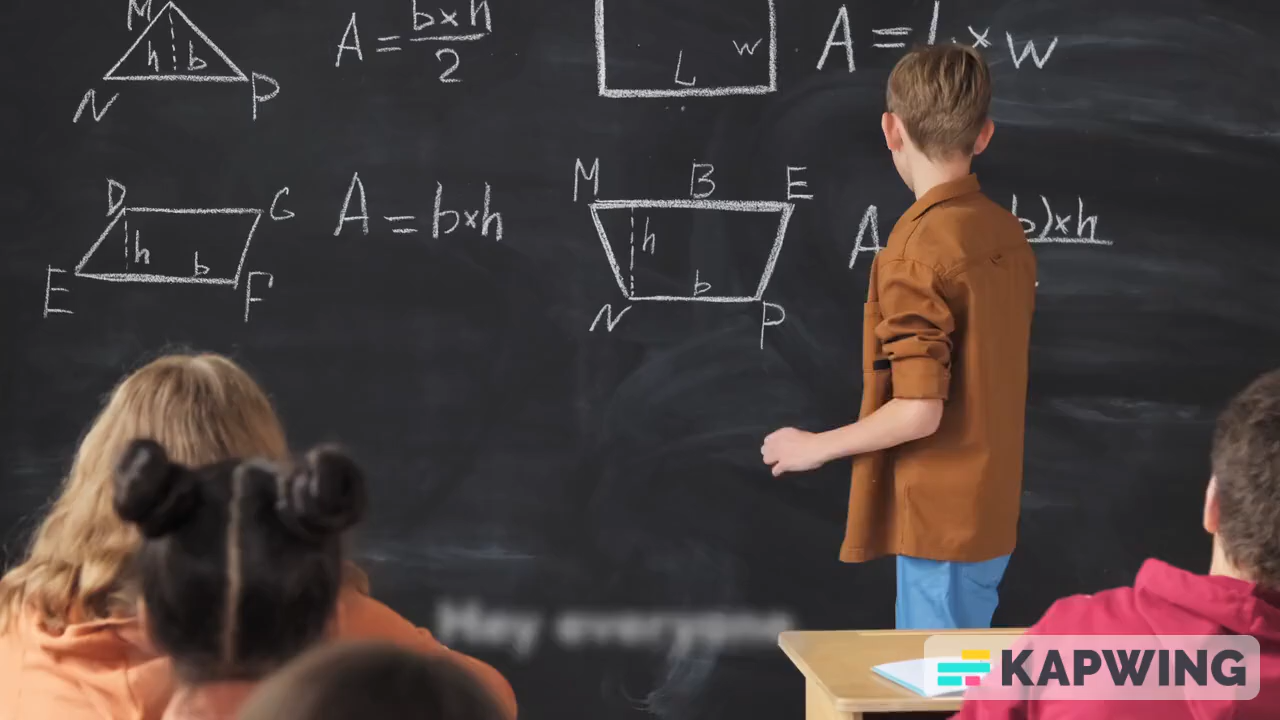 M
h b
N P
A = b×h
2
L w
A = L × w
D G
h
b
E F
A = b×h
M B E
h
b
N P
A b)×h
Hey everyone
KAPWING